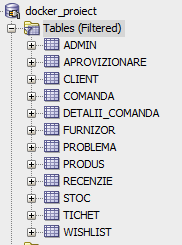 docker_proiect
Tables (Filtered)
ADMIN
APROVIZIONARE
CLIENT
COMANDA
DETALII_COMANDA
FURNIZOR
PROBLEMA
PRODUS
RECENZIE
STOC
TICHET
WISHLIST